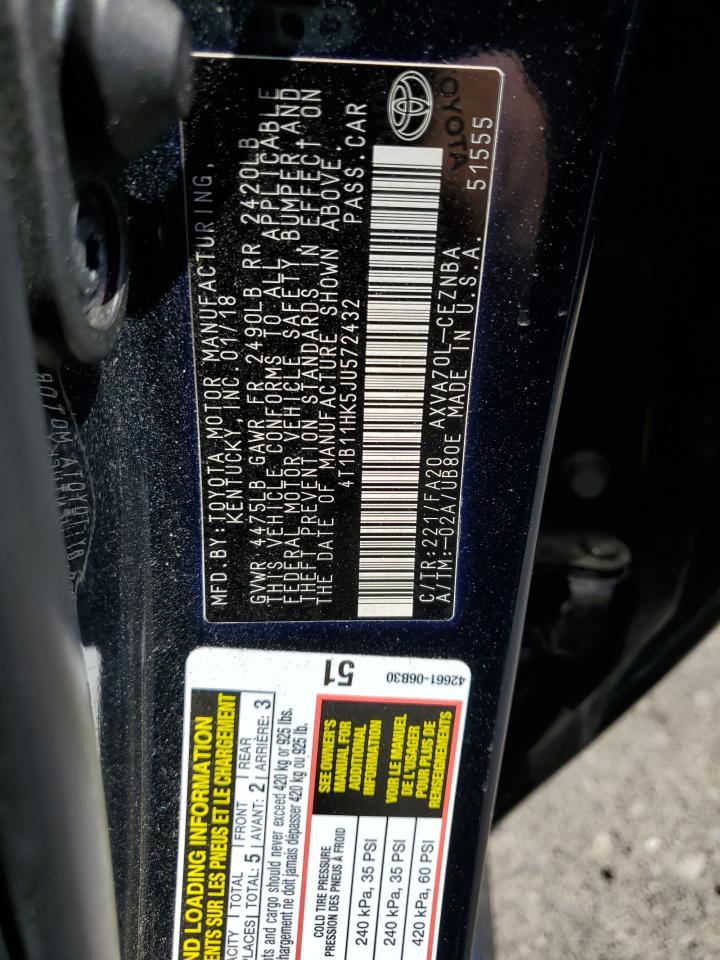 MFD.BY:TOYOTA MOTOR MANUFACTURING,
KENTUCKY, INC. 01/18
GVWR 4475LB GAWR FR 2490LB RR 2420LB
THIS VEHICLE CONFORMS TO ALL APPLICABLE
FEDERAL MOTOR VEHICLE SAFETY, BUMPER AND
THEFT PREVENTION STANDARDS IN EFFECT ON
THE DATE OF MANUFACTURE SHOWN ABOVE.
4T1B11HK5JU572432 PASS.CAR
C/TR:221/FA20 AXVA70L-CEZNBA
A/TM:-02A/UB80E MADE IN U.S.A. 51555
TOYOTA
ND LOADING INFORMATION
ENTS SUR LES PNEUS ET LE CHARGEMENT
ACITY TOTAL FRONT REAR
PLACES TOTAL: 5 AVANT: 2 ARRIÈRE: 3
nts and cargo should never exceed 420 kg or 925 lbs.
hargement ne doit jamais dépasser 420 kg ou 925 lb.
51
42661-06B30
COLD TIRE PRESSURE
PRESSION DES PNEUS À FROID
240 kPa, 35 PSI
240 kPa, 35 PSI
420 kPa, 60 PSI
SEE OWNER'S
MANUAL FOR
ADDITIONAL
INFORMATION
VOIR LE MANUEL
DE L'USAGER
POUR PLUS DE
RENSEIGNEMENTS